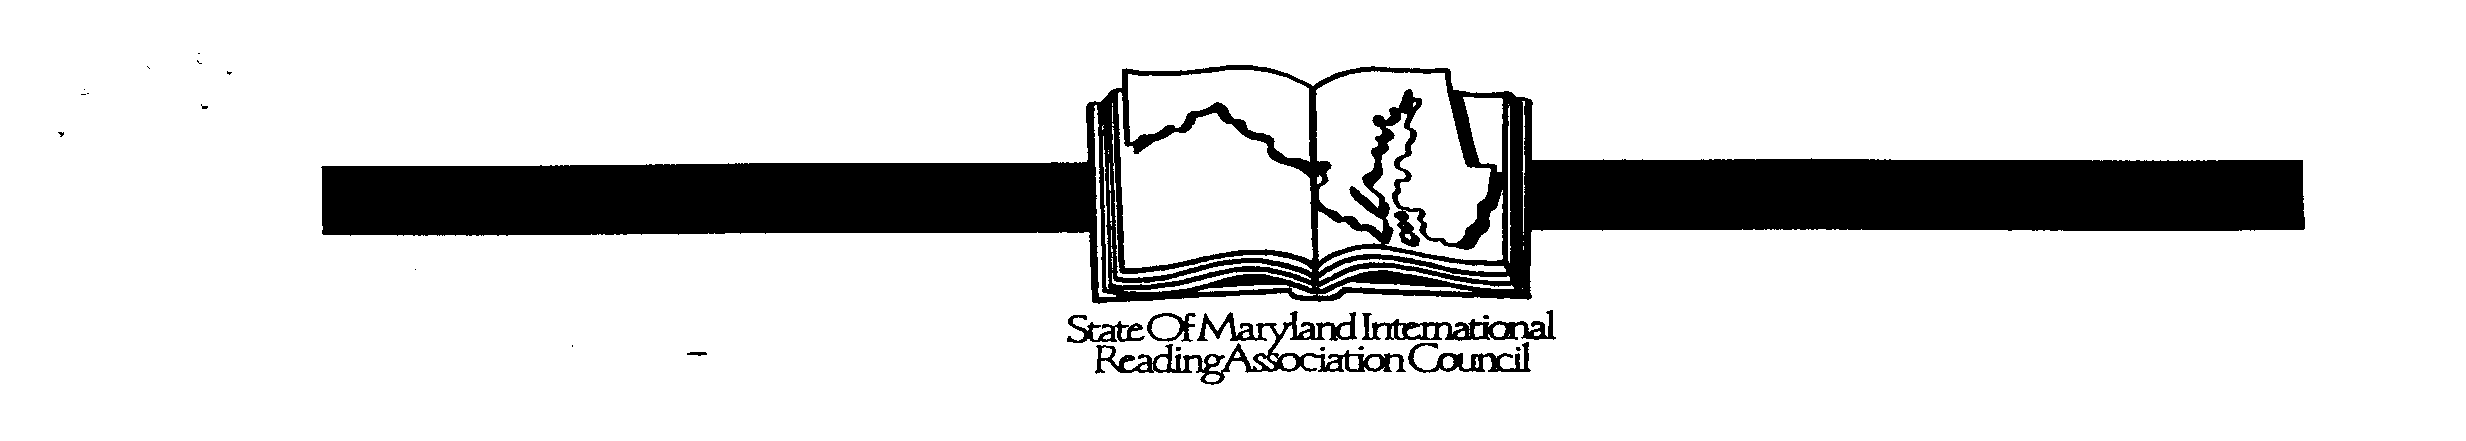 State Of Maryland International
Reading Association Council